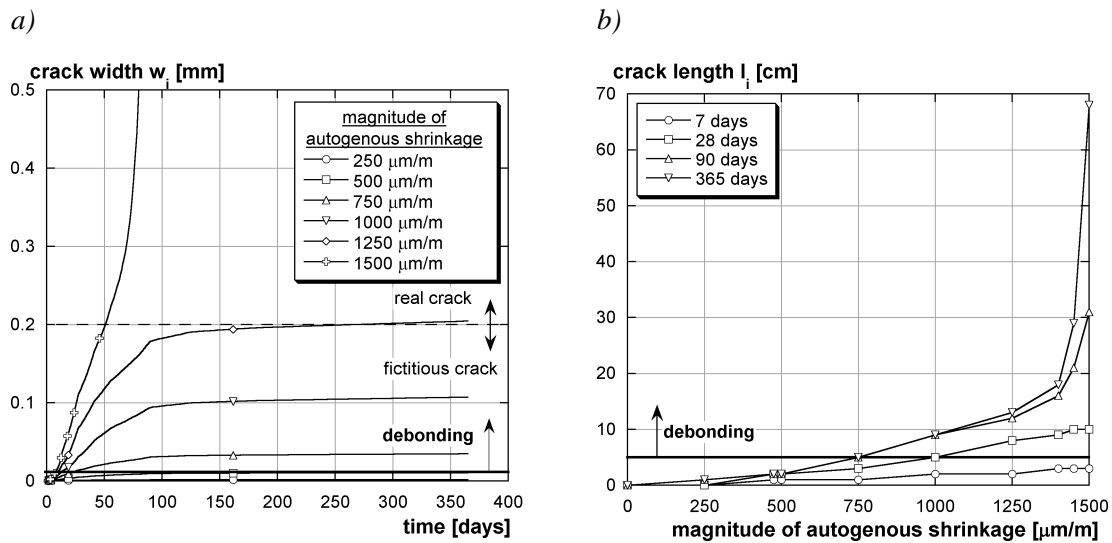 a)
crack width wi [mm]
0.5
0.4
0.3
0.2
0.1
0
magnitude of
autogenous shrinkage
250 μm/m
500 μm/m
750 μm/m
1000 μm/m
1250 μm/m
1500 μm/m
real crack
fictitious crack
debonding
0 50 100 150 200 250 300 350 400
time [days]
b)
crack length li [cm]
70
60
50
40
30
20
10
0
7 days
28 days
90 days
365 days
debonding
0 250 500 750 1000 1250 1500
magnitude of autogenous shrinkage [μm/m]